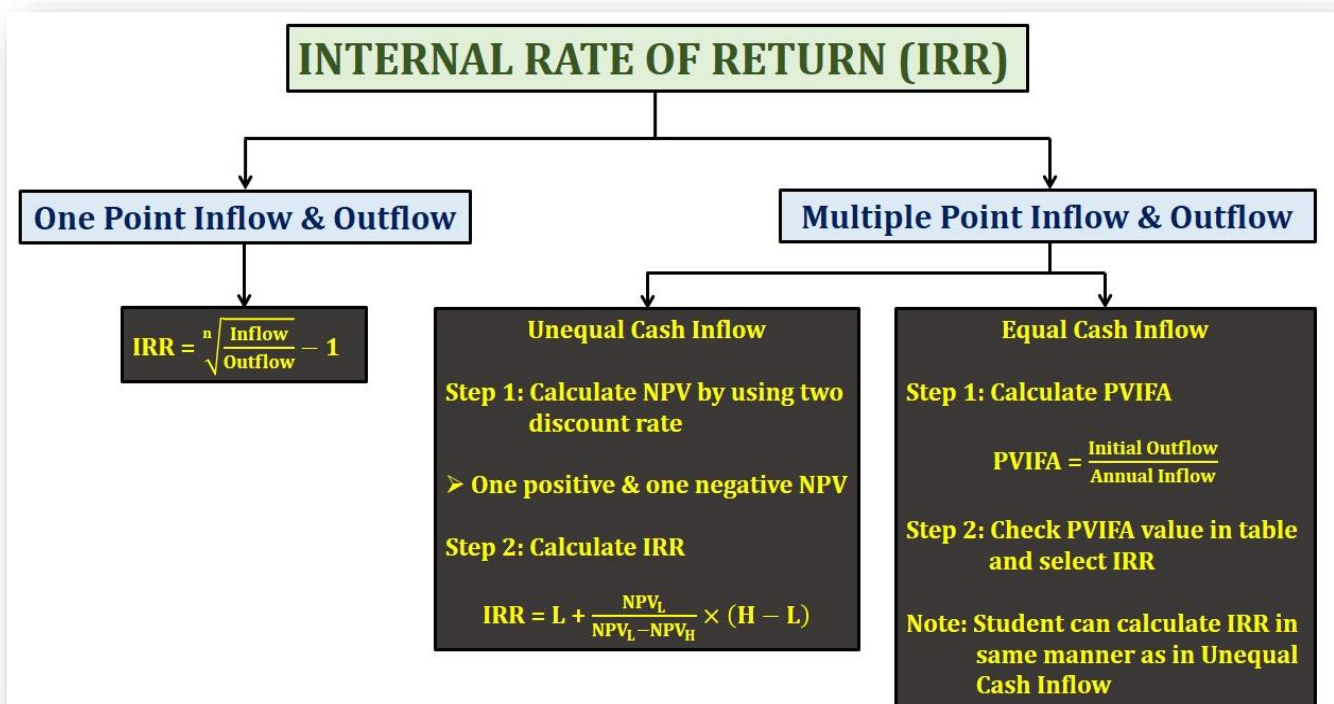 INTERNAL RATE OF RETURN (IRR)
One Point Inflow & Outflow
Multiple Point Inflow & Outflow
IRR = ⁿ√(Inflow/Outflow) − 1
Unequal Cash Inflow
Step 1: Calculate NPV by using two
discount rate
➢ One positive & one negative NPV
Step 2: Calculate IRR
IRR = L + NPV_L/(NPV_L−NPV_H) × (H − L)
Equal Cash Inflow
Step 1: Calculate PVIFA
PVIFA = Initial Outflow/Annual Inflow
Step 2: Check PVIFA value in table
and select IRR
Note: Student can calculate IRR in
same manner as in Unequal
Cash Inflow